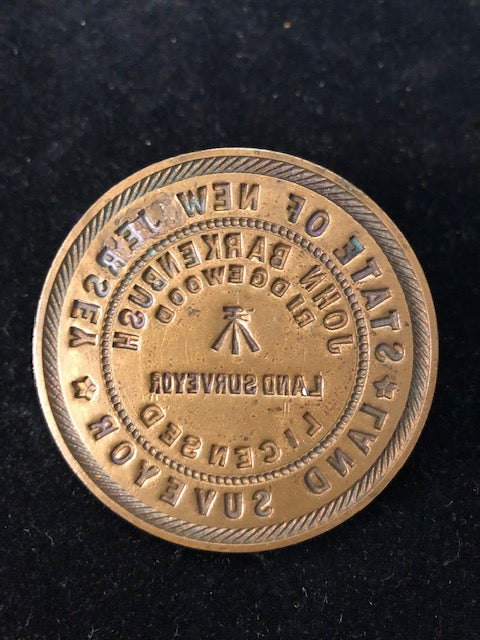 STATE OF NEW JERSEY
LAND SUVEYOR
JOHN BARKENBUSH
RIDGEWOOD
LAND SURVEYOR
LICENSED